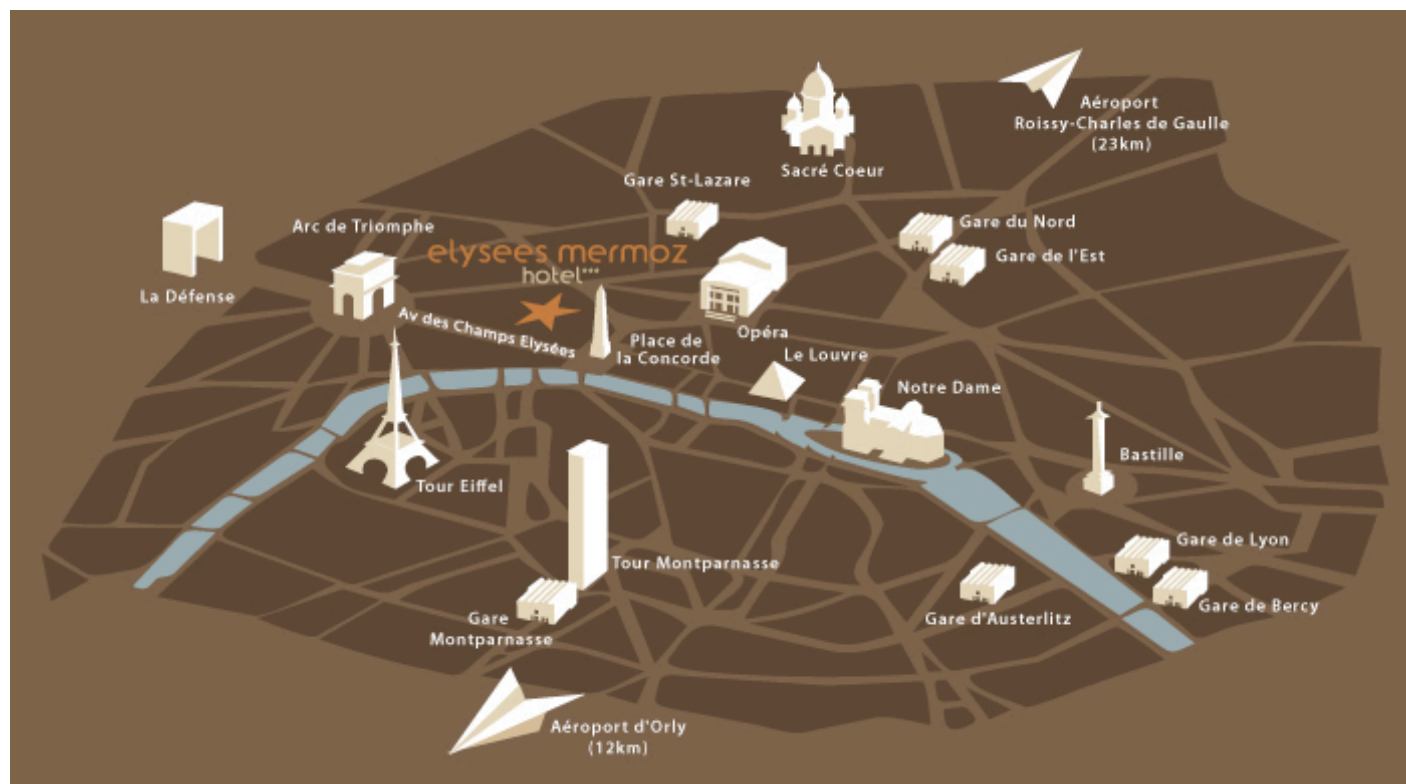 Aéroport
Roissy-Charles de Gaulle
(23km)
Sacré Coeur
Gare St-Lazare
Gare du Nord
Gare de l'Est
Arc de Triomphe
elysees mermoz
hotel***
La Défense
Av des Champs Elysées
Place de
la Concorde
Opéra
Le Louvre
Notre Dame
Bastille
Tour Eiffel
Tour Montparnasse
Gare
Montparnasse
Gare de Lyon
Gare de Bercy
Gare d'Austerlitz
Aéroport d'Orly
(12km)